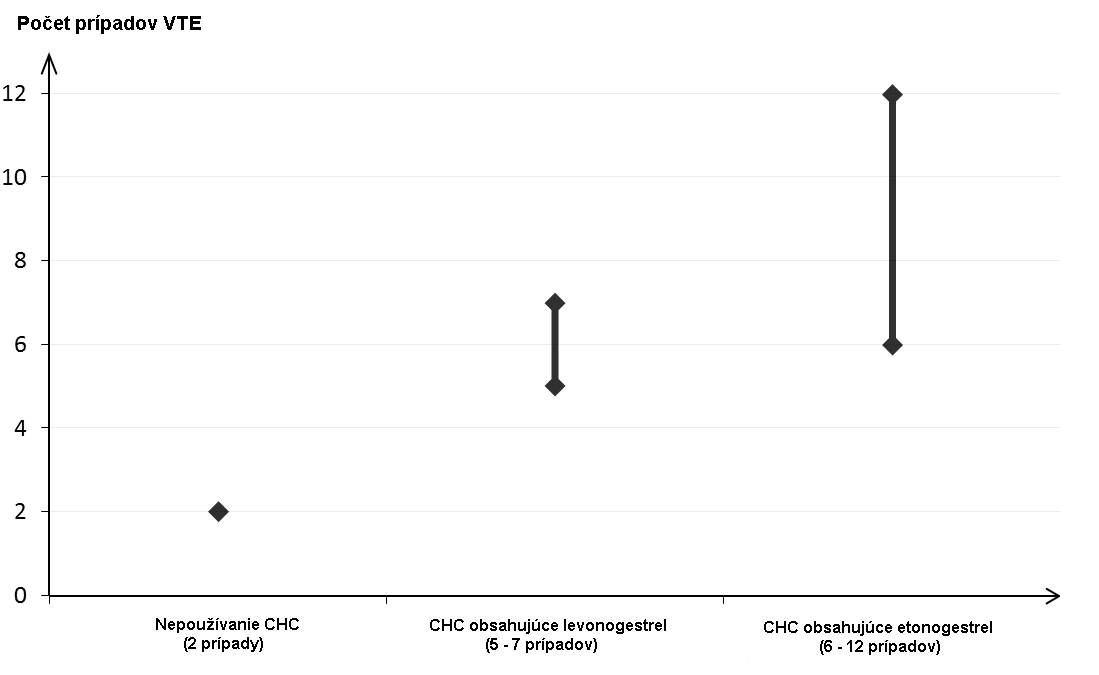 Počet prípadov VTE
12
10
8
6
4
2
0
Nepoužívanie CHC
(2 prípady)
CHC obsahujúce levonogestrel
(5 - 7 prípadov)
CHC obsahujúce etonogestrel
(6 - 12 prípadov)